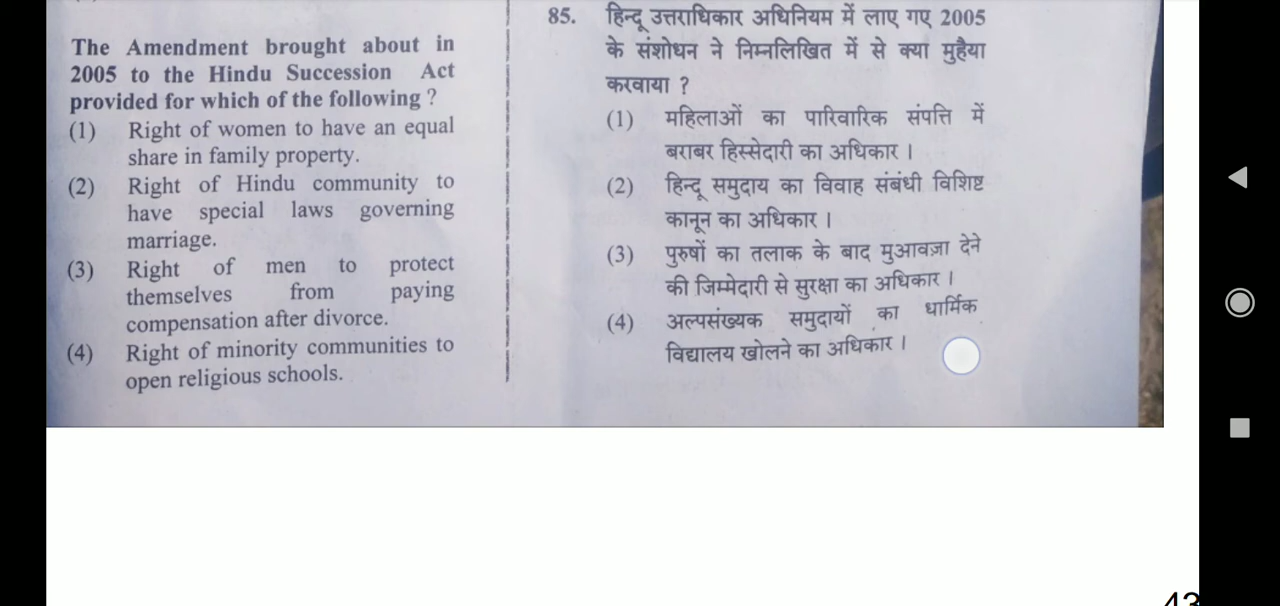 The Amendment brought about in
2005 to the Hindu Succession Act
provided for which of the following ?
(1) Right of women to have an equal
share in family property.
(2) Right of Hindu community to
have special laws governing
marriage.
(3) Right of men to protect
themselves from paying
compensation after divorce.
(4) Right of minority communities to
open religious schools.
85. हिन्दू उत्तराधिकार अधिनियम में लाए गए 2005
के संशोधन ने निम्नलिखित में से क्या मुहैया
करवाया ?
(1) महिलाओं का पारिवारिक संपत्ति में
बराबर हिस्सेदारी का अधिकार ।
(2) हिन्दू समुदाय का विवाह संबंधी विशिष्ट
कानून का अधिकार ।
(3) पुरुषों का तलाक के बाद मुआवज़ा देने
की जिम्मेदारी से सुरक्षा का अधिकार ।
(4) अल्पसंख्यक समुदायों का धार्मिक
विद्यालय खोलने का अधिकार ।
43